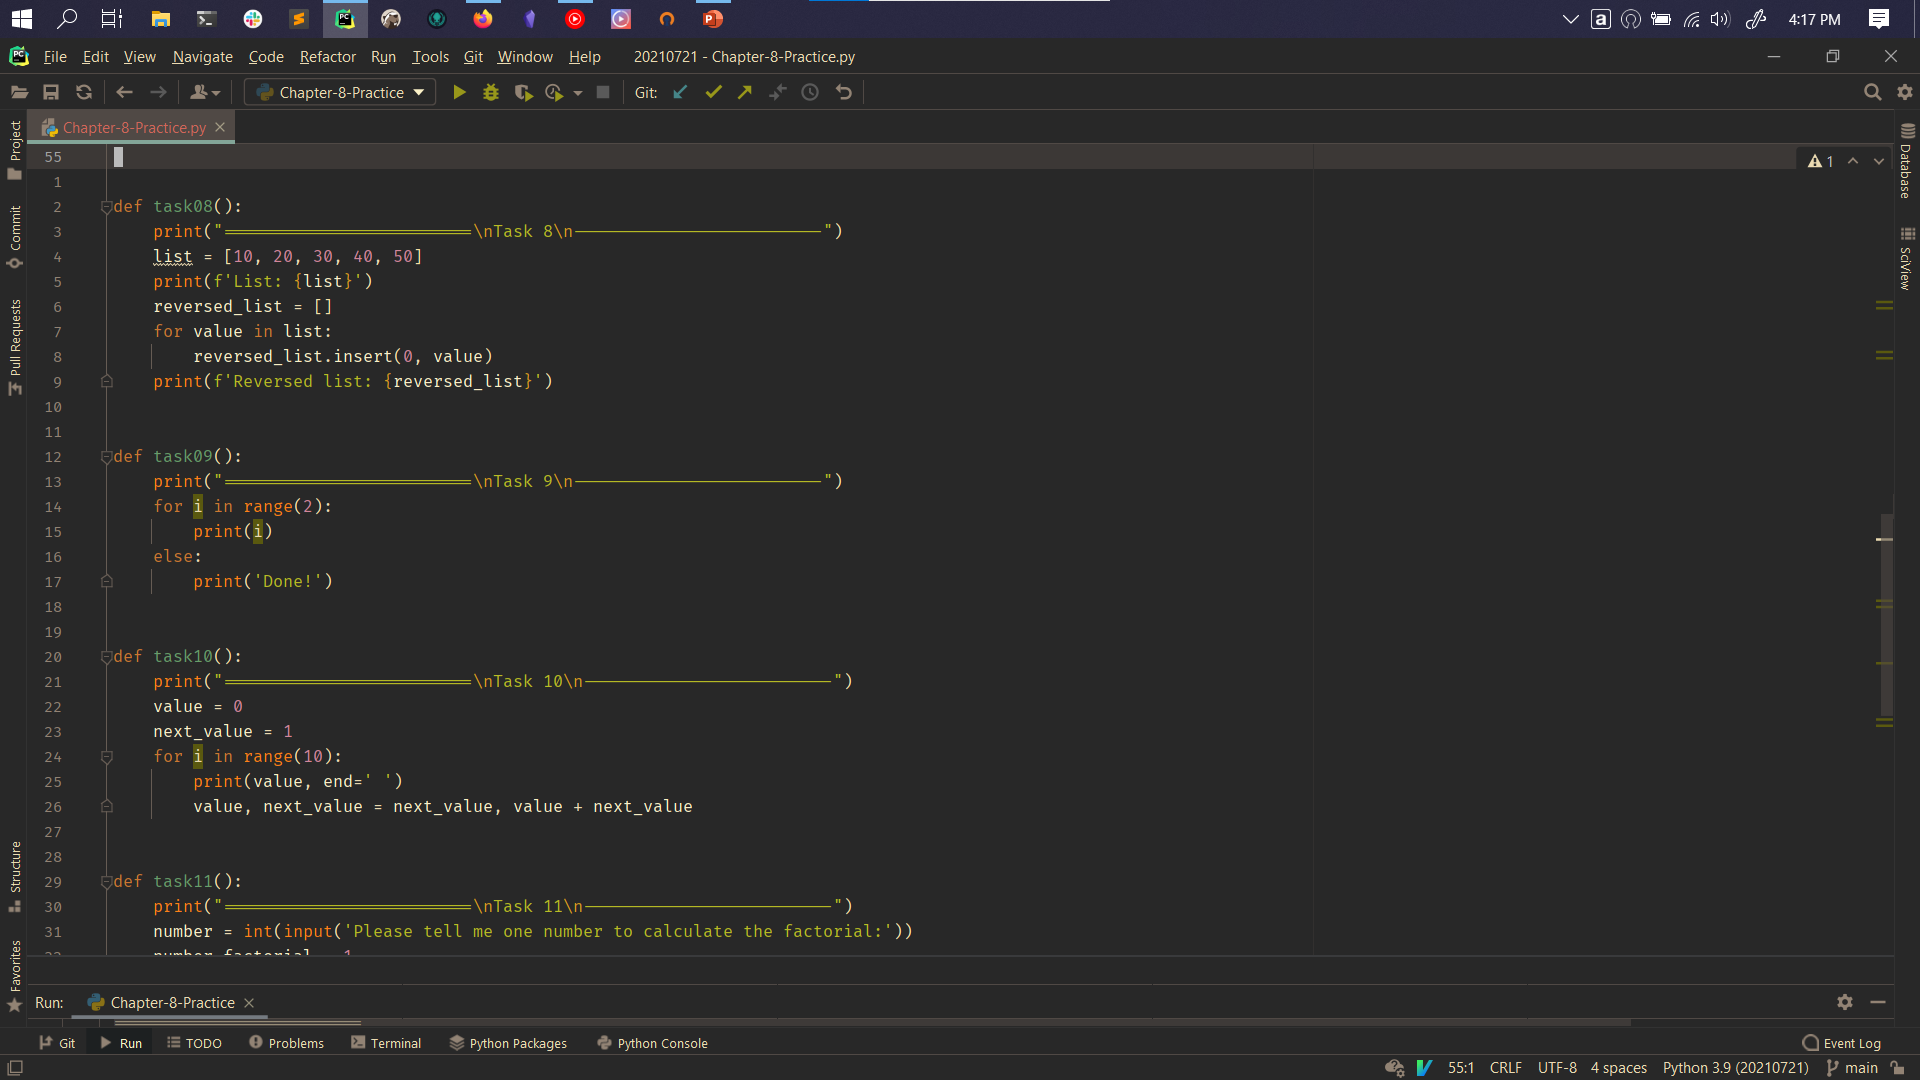 4:17 PM
File Edit View Navigate Code Refactor Run Tools Git Window Help 20210721 - Chapter-8-Practice.py
Chapter-8-Practice Git:
Chapter-8-Practice.py
Project
Commit
Pull Requests
Structure
Favorites
55
1
2 def task08():
3 print("=========================\nTask 8\n-------------------------")
4 list = [10, 20, 30, 40, 50]
5 print(f'List: {list}')
6 reversed_list = []
7 for value in list:
8 reversed_list.insert(0, value)
9 print(f'Reversed list: {reversed_list}')
10
11
12 def task09():
13 print("=========================\nTask 9\n-------------------------")
14 for i in range(2):
15 print(i)
16 else:
17 print('Done!')
18
19
20 def task10():
21 print("=========================\nTask 10\n-------------------------")
22 value = 0
23 next_value = 1
24 for i in range(10):
25 print(value, end=' ')
26 value, next_value = next_value, value + next_value
27
28
29 def task11():
30 print("=========================\nTask 11\n-------------------------")
31 number = int(input('Please tell me one number to calculate the factorial:'))
1
Database
SciView
Run: Chapter-8-Practice
Git Run TODO Problems Terminal Python Packages Python Console Event Log
55:1 CRLF UTF-8 4 spaces Python 3.9 (20210721) main